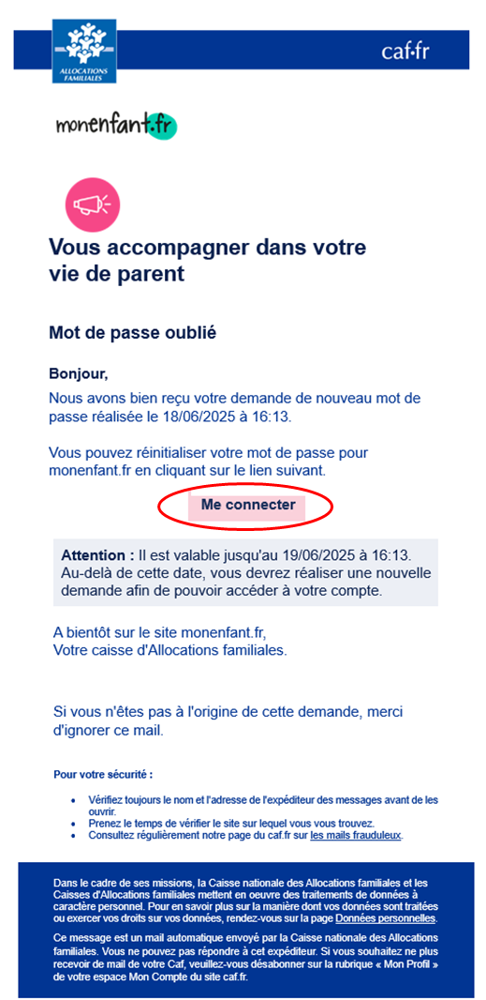 ALLOCATIONS
FAMILIALES
caf·fr
monenfant.fr
Vous accompagner dans votre
vie de parent
Mot de passe oublié
Bonjour,
Nous avons bien reçu votre demande de nouveau mot de
passe réalisée le 18/06/2025 à 16:13.
Vous pouvez réinitialiser votre mot de passe pour
monenfant.fr en cliquant sur le lien suivant.
Me connecter
Attention : Il est valable jusqu'au 19/06/2025 à 16:13.
Au-delà de cette date, vous devrez réaliser une nouvelle
demande afin de pouvoir accéder à votre compte.
A bientôt sur le site monenfant.fr,
Votre caisse d'Allocations familiales.
Si vous n'êtes pas à l'origine de cette demande, merci
d'ignorer ce mail.
Pour votre sécurité :
• Vérifiez toujours le nom et l'adresse de l'expéditeur des messages avant de les
ouvrir.
• Prenez le temps de vérifier le site sur lequel vous vous trouvez.
• Consultez régulièrement notre page du caf.fr sur les mails frauduleux.
Dans le cadre de ses missions, la Caisse nationale des Allocations familiales et les
Caisses d'Allocations familiales mettent en oeuvre des traitements de données à
caractère personnel. Pour en savoir plus sur la manière dont vos données sont traitées
ou exercer vos droits sur vos données, rendez-vous sur la page Données personnelles.
Ce message est un mail automatique envoyé par la Caisse nationale des Allocations
familiales. Vous ne pouvez pas répondre à cet expéditeur. Si vous souhaitez ne plus
recevoir de mail de votre Caf, veuillez-vous désabonner sur la rubrique « Mon Profil »
de votre espace Mon Compte du site caf.fr.